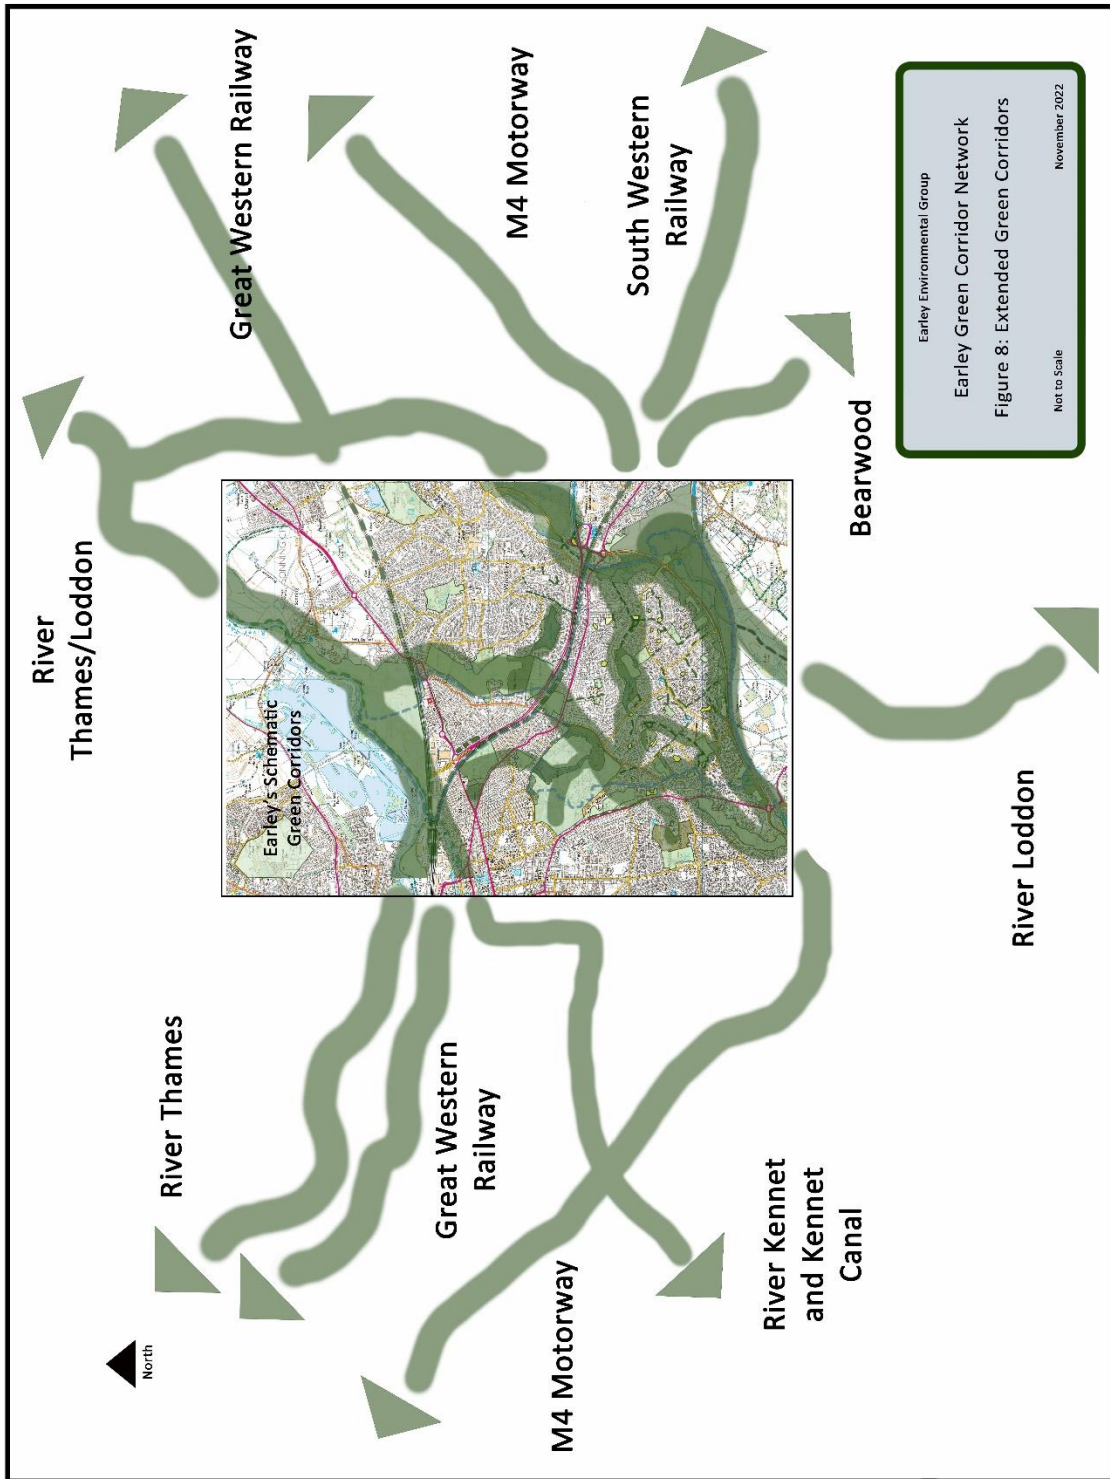 River
Thames/Loddon
Great Western Railway
M4 Motorway
South Western
Railway
Bearwood
River Loddon
River Thames
Great Western
Railway
M4 Motorway
River Kennet
and Kennet
Canal
North
Earley's Schematic
Green Corridors
Earley Environmental Group
Earley Green Corridor Network
Figure 8: Extended Green Corridors
Not to Scale
November 2022